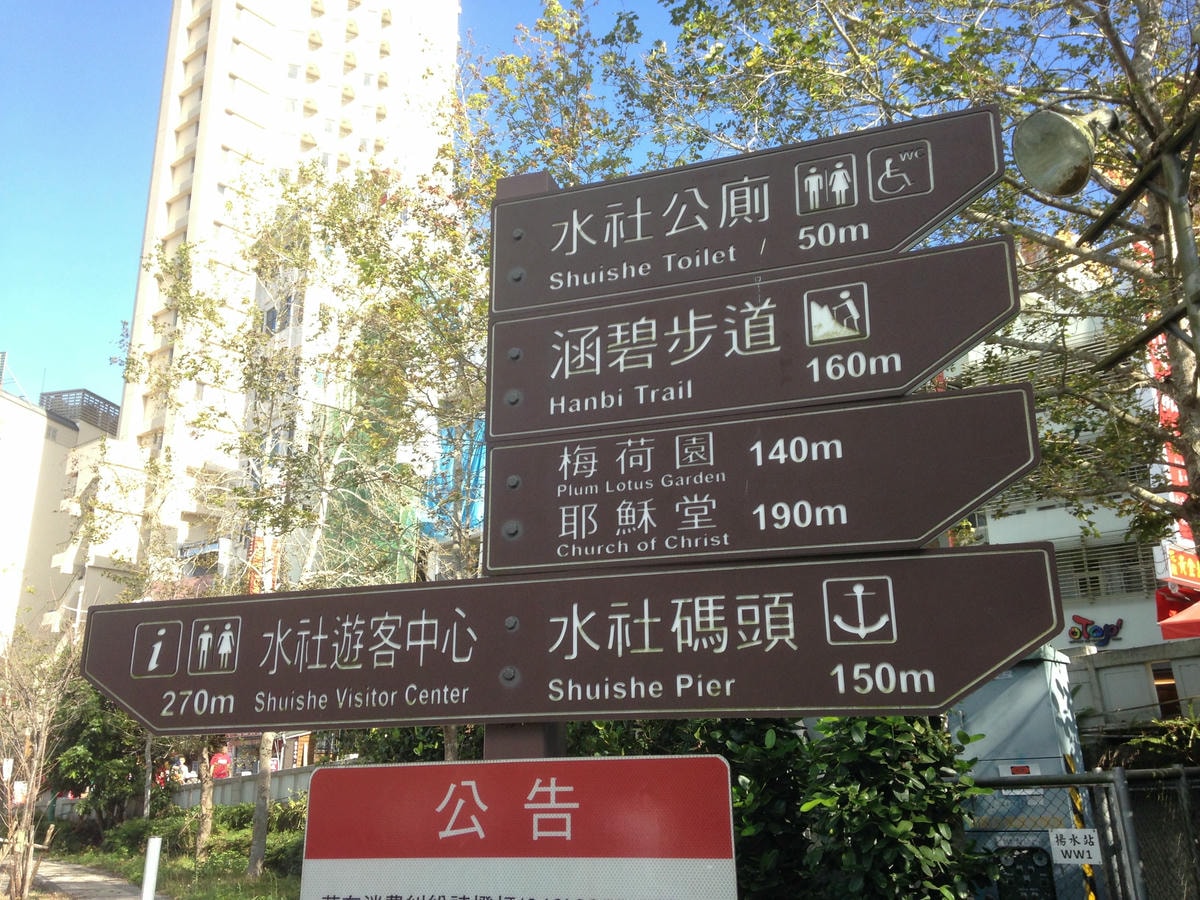 WC
水社公廁
Shuishe Toilet
50m
涵碧步道
Hanbi Trail
160m
梅荷園 140m
Plum Lotus Garden
耶穌堂 190m
Church of Christ
i
水社遊客中心
270m Shuishe Visitor Center
水社碼頭
Shuishe Pier
150m
公告
揚水站
WW1